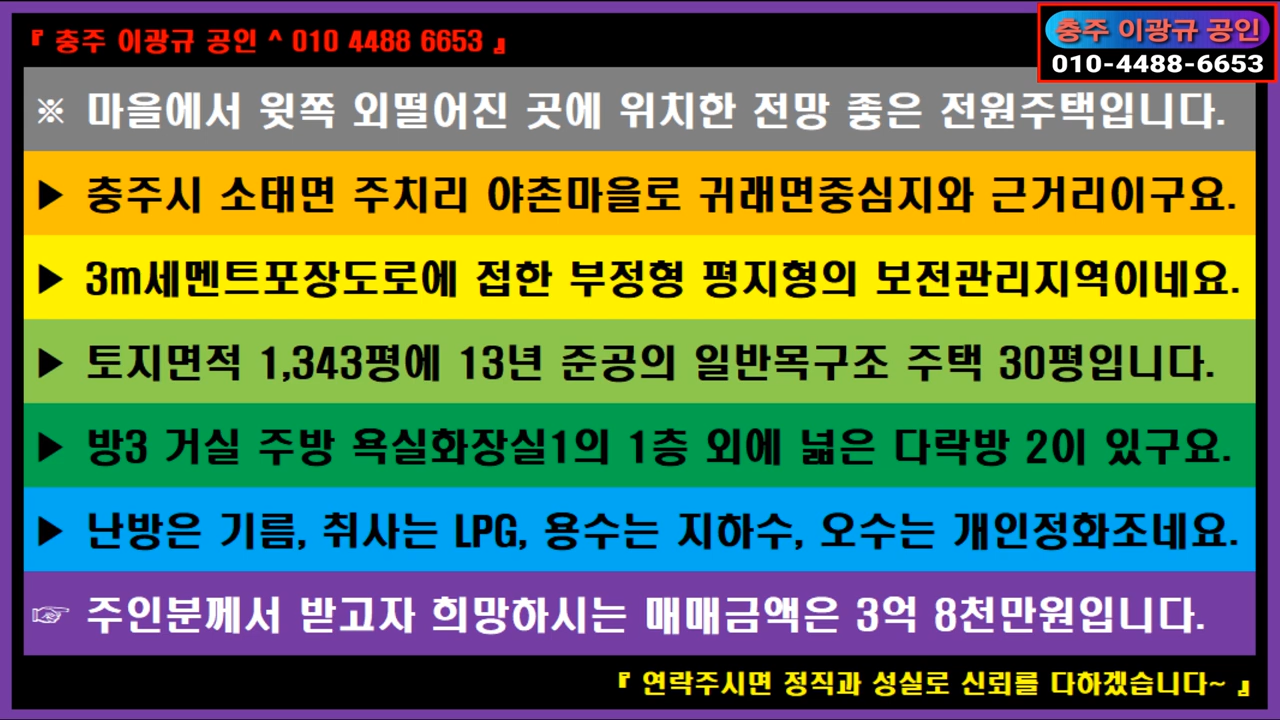 『 충주 이광규 공인 ^ 010 4488 6653 』
충주 이광규 공인
010-4488-6653
※ 마을에서 윗쪽 외떨어진 곳에 위치한 전망 좋은 전원주택입니다.
▶ 충주시 소태면 주치리 야촌마을로 귀래면중심지와 근거리이구요.
▶ 3m세멘트포장도로에 접한 부정형 평지형의 보전관리지역이네요.
▶ 토지면적 1,343평에 13년 준공의 일반목구조 주택 30평입니다.
▶ 방3 거실 주방 욕실화장실1의 1층 외에 넓은 다락방 2이 있구요.
▶ 난방은 기름, 취사는 LPG, 용수는 지하수, 오수는 개인정화조네요.
☞ 주인분께서 받고자 희망하시는 매매금액은 3억 8천만원입니다.
『 연락주시면 정직과 성실로 신뢰를 다하겠습니다~ 』